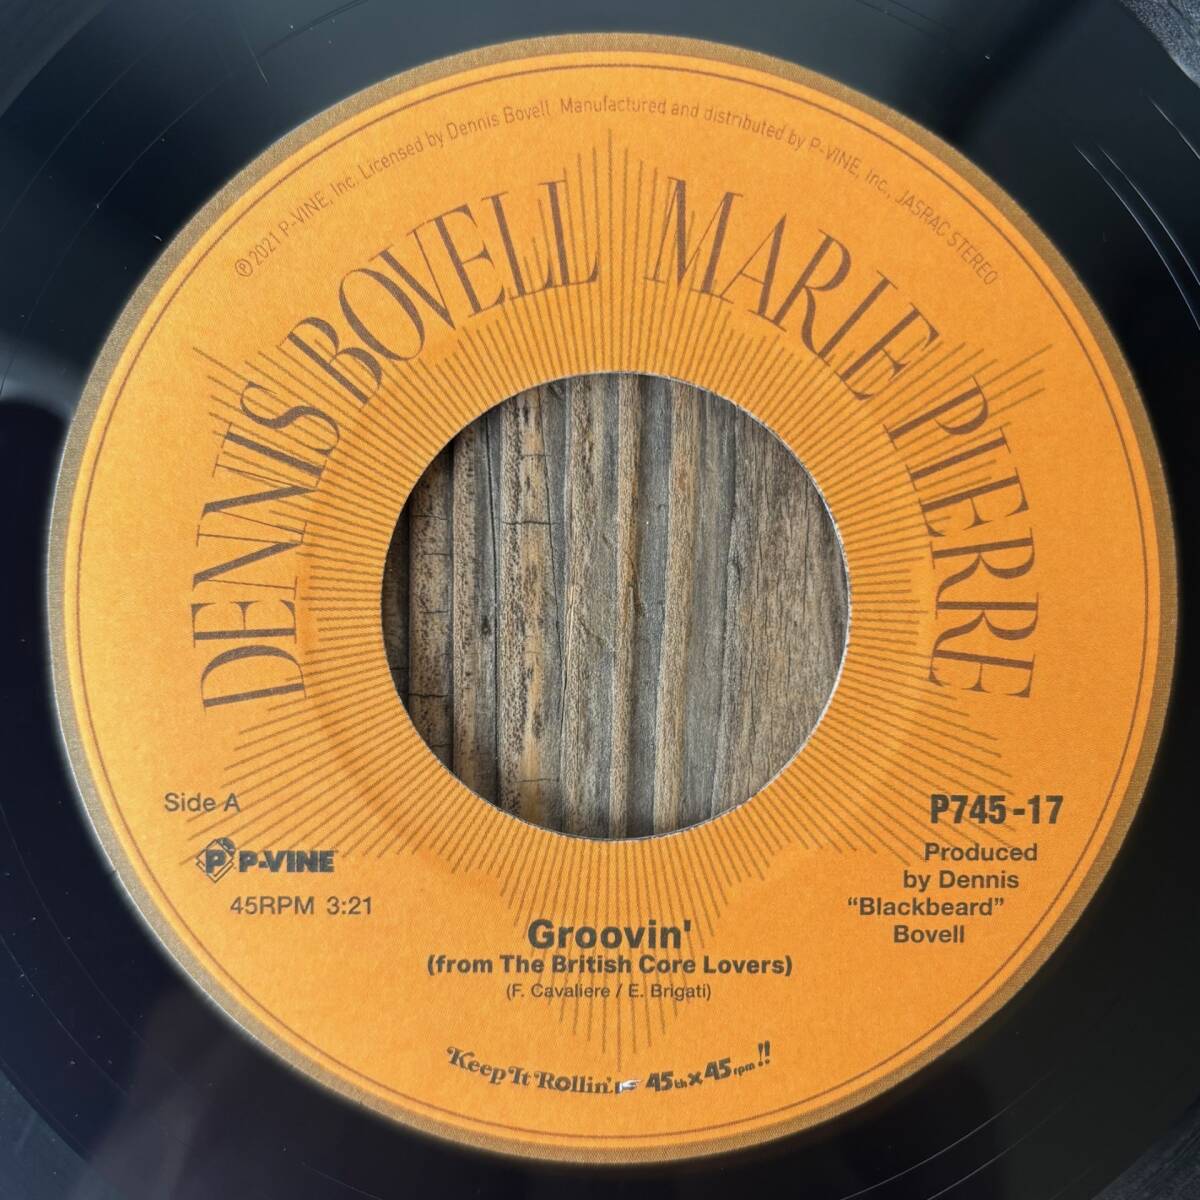 ℗2021 P-VINE, Inc. Licensed by Dennis Bovell Manufactured and distributed by P-VINE, Inc., JASRAC STEREO
DENNIS BOVELL MARIE PIERRE
Side A
P P-VINE
45RPM 3:21
P745-17
Produced
by Dennis
“Blackbeard”
Bovell
Groovin'
(from The British Core Lovers)
(F. Cavaliere / E. Brigati)
Keep It Rollin' 45th x 45rpm!!